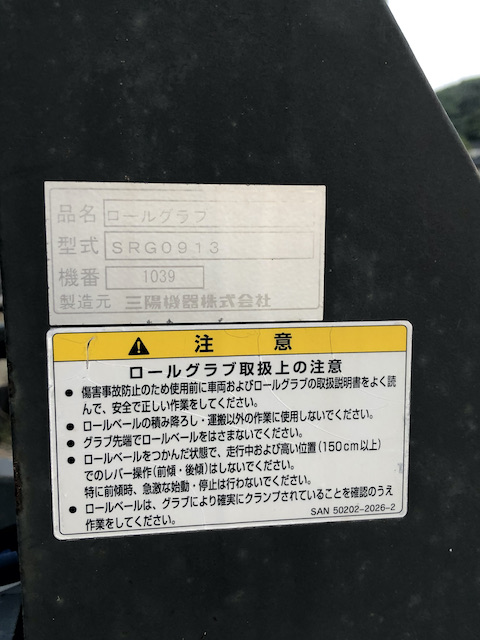 品名 ロールグラブ
型式 SRG0913
機番 1039
製造元 三陽機器株式会社
注 意
ロールグラブ取扱上の注意
● 傷害事故防止のため使用前に車両およびロールグラブの取扱説明書をよく読
んで、安全で正しい作業をしてください。
● ロールベールの積み降ろし・運搬以外の作業に使用しないでください。
● グラブ先端でロールベールをはさまないでください。
● ロールベールをつかんだ状態で、走行中および高い位置(150cm以上)
でのレバー操作(前傾・後傾)はしないでください。
特に前傾時、急激な始動・停止は行わないでください。
● ロールベールは、グラブにより確実にクランプされていることを確認のうえ
作業をしてください。
SAN 50202-2026-2